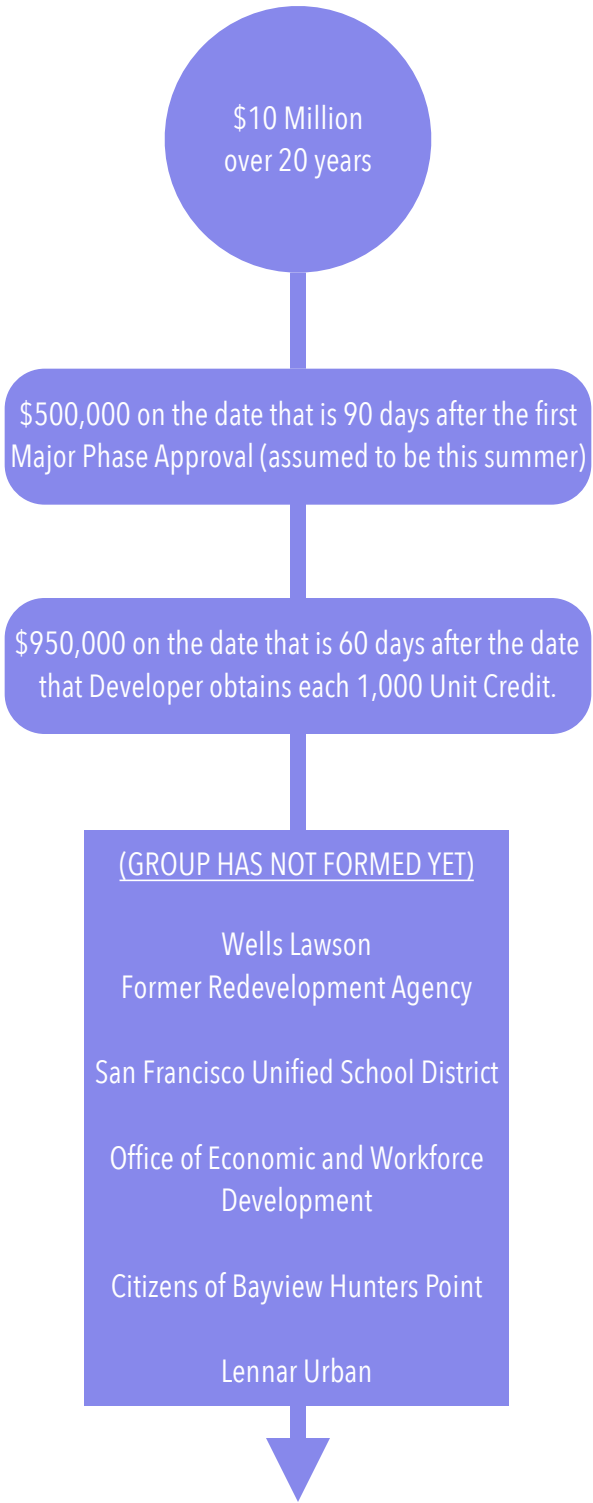 $10 Million
over 20 years
$500,000 on the date that is 90 days after the first
Major Phase Approval (assumed to be this summer)
$950,000 on the date that is 60 days after the date
that Developer obtains each 1,000 Unit Credit.
(GROUP HAS NOT FORMED YET)
Wells Lawson
Former Redevelopment Agency
San Francisco Unified School District
Office of Economic and Workforce
Development
Citizens of Bayview Hunters Point
Lennar Urban